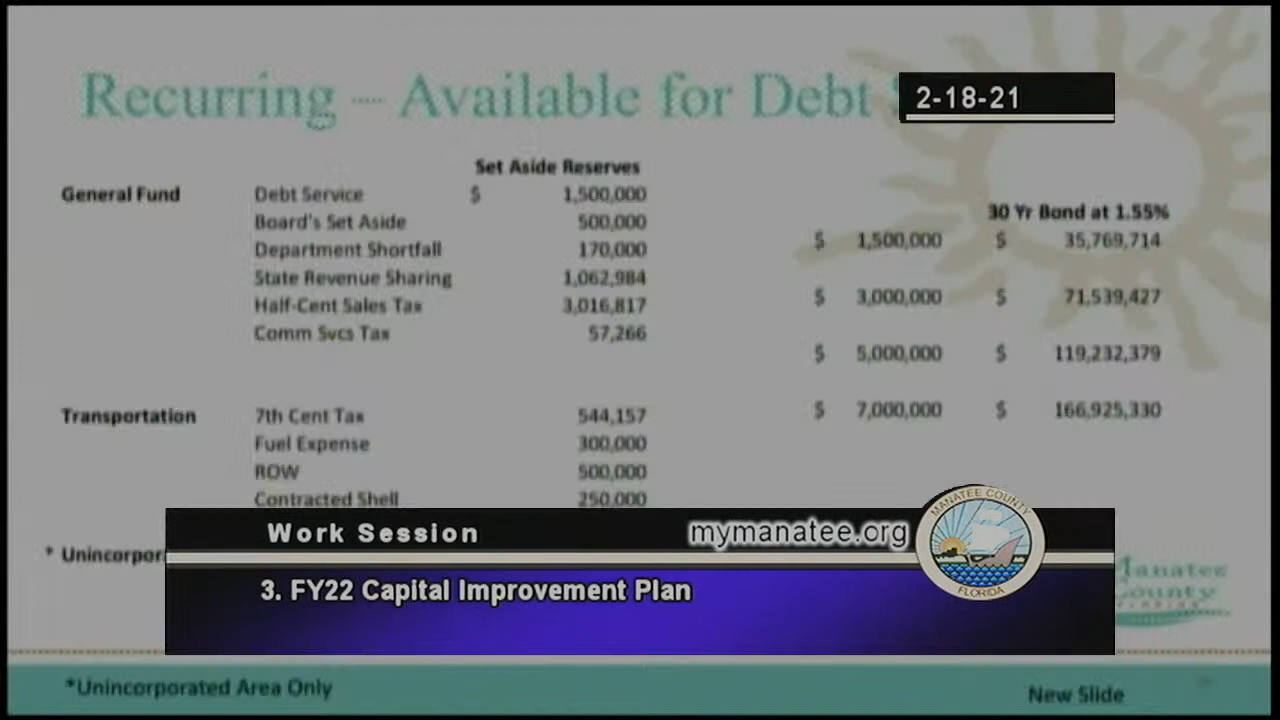 Recurring — Available for Debt
2-18-21
Set Aside Reserves
General Fund Debt Service $ 1,500,000
Board's Set Aside 500,000
30 Yr Bond at 1.55%
$ 1,500,000 $ 35,769,714
Department Shortfall 170,000
State Revenue Sharing 1,062,984
$ 3,000,000 $ 71,539,427
Half-Cent Sales Tax 3,016,817
Comm Svcs Tax 57,266
$ 5,000,000 $ 119,232,379
$ 7,000,000 $ 166,925,330
Transportation 7th Cent Tax 544,157
Fuel Expense 300,000
ROW 500,000
Contracted Shell 250,000
Work Session mymanatee.org
MANATEE COUNTY
FLORIDA
* Unincorpor
3. FY22 Capital Improvement Plan
Manatee
County
FLORIDA
*Unincorporated Area Only
New Slide